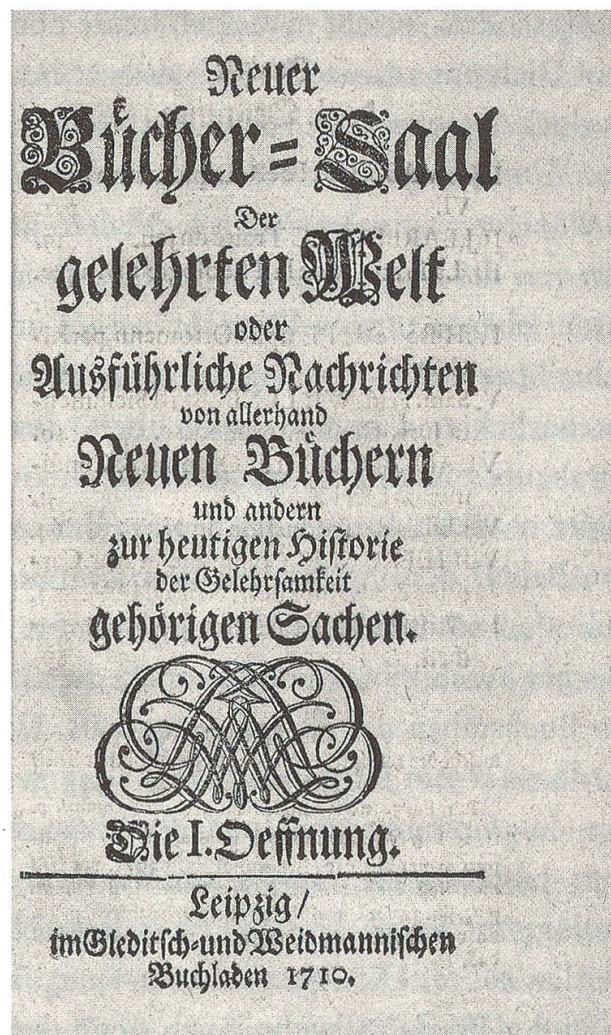 Neuer
Bücher-Saal
Der
gelehrten Welt
oder
Ausführliche Nachrichten
von allerhand
Neuen Büchern
und andern
zur heutigen Historie
der Gelehrsamkeit
gehörigen Sachen.
Die I. Oeffnung.
Leipzig/
im Gleditsch- und Weidmannischen
Buchladen 1710.